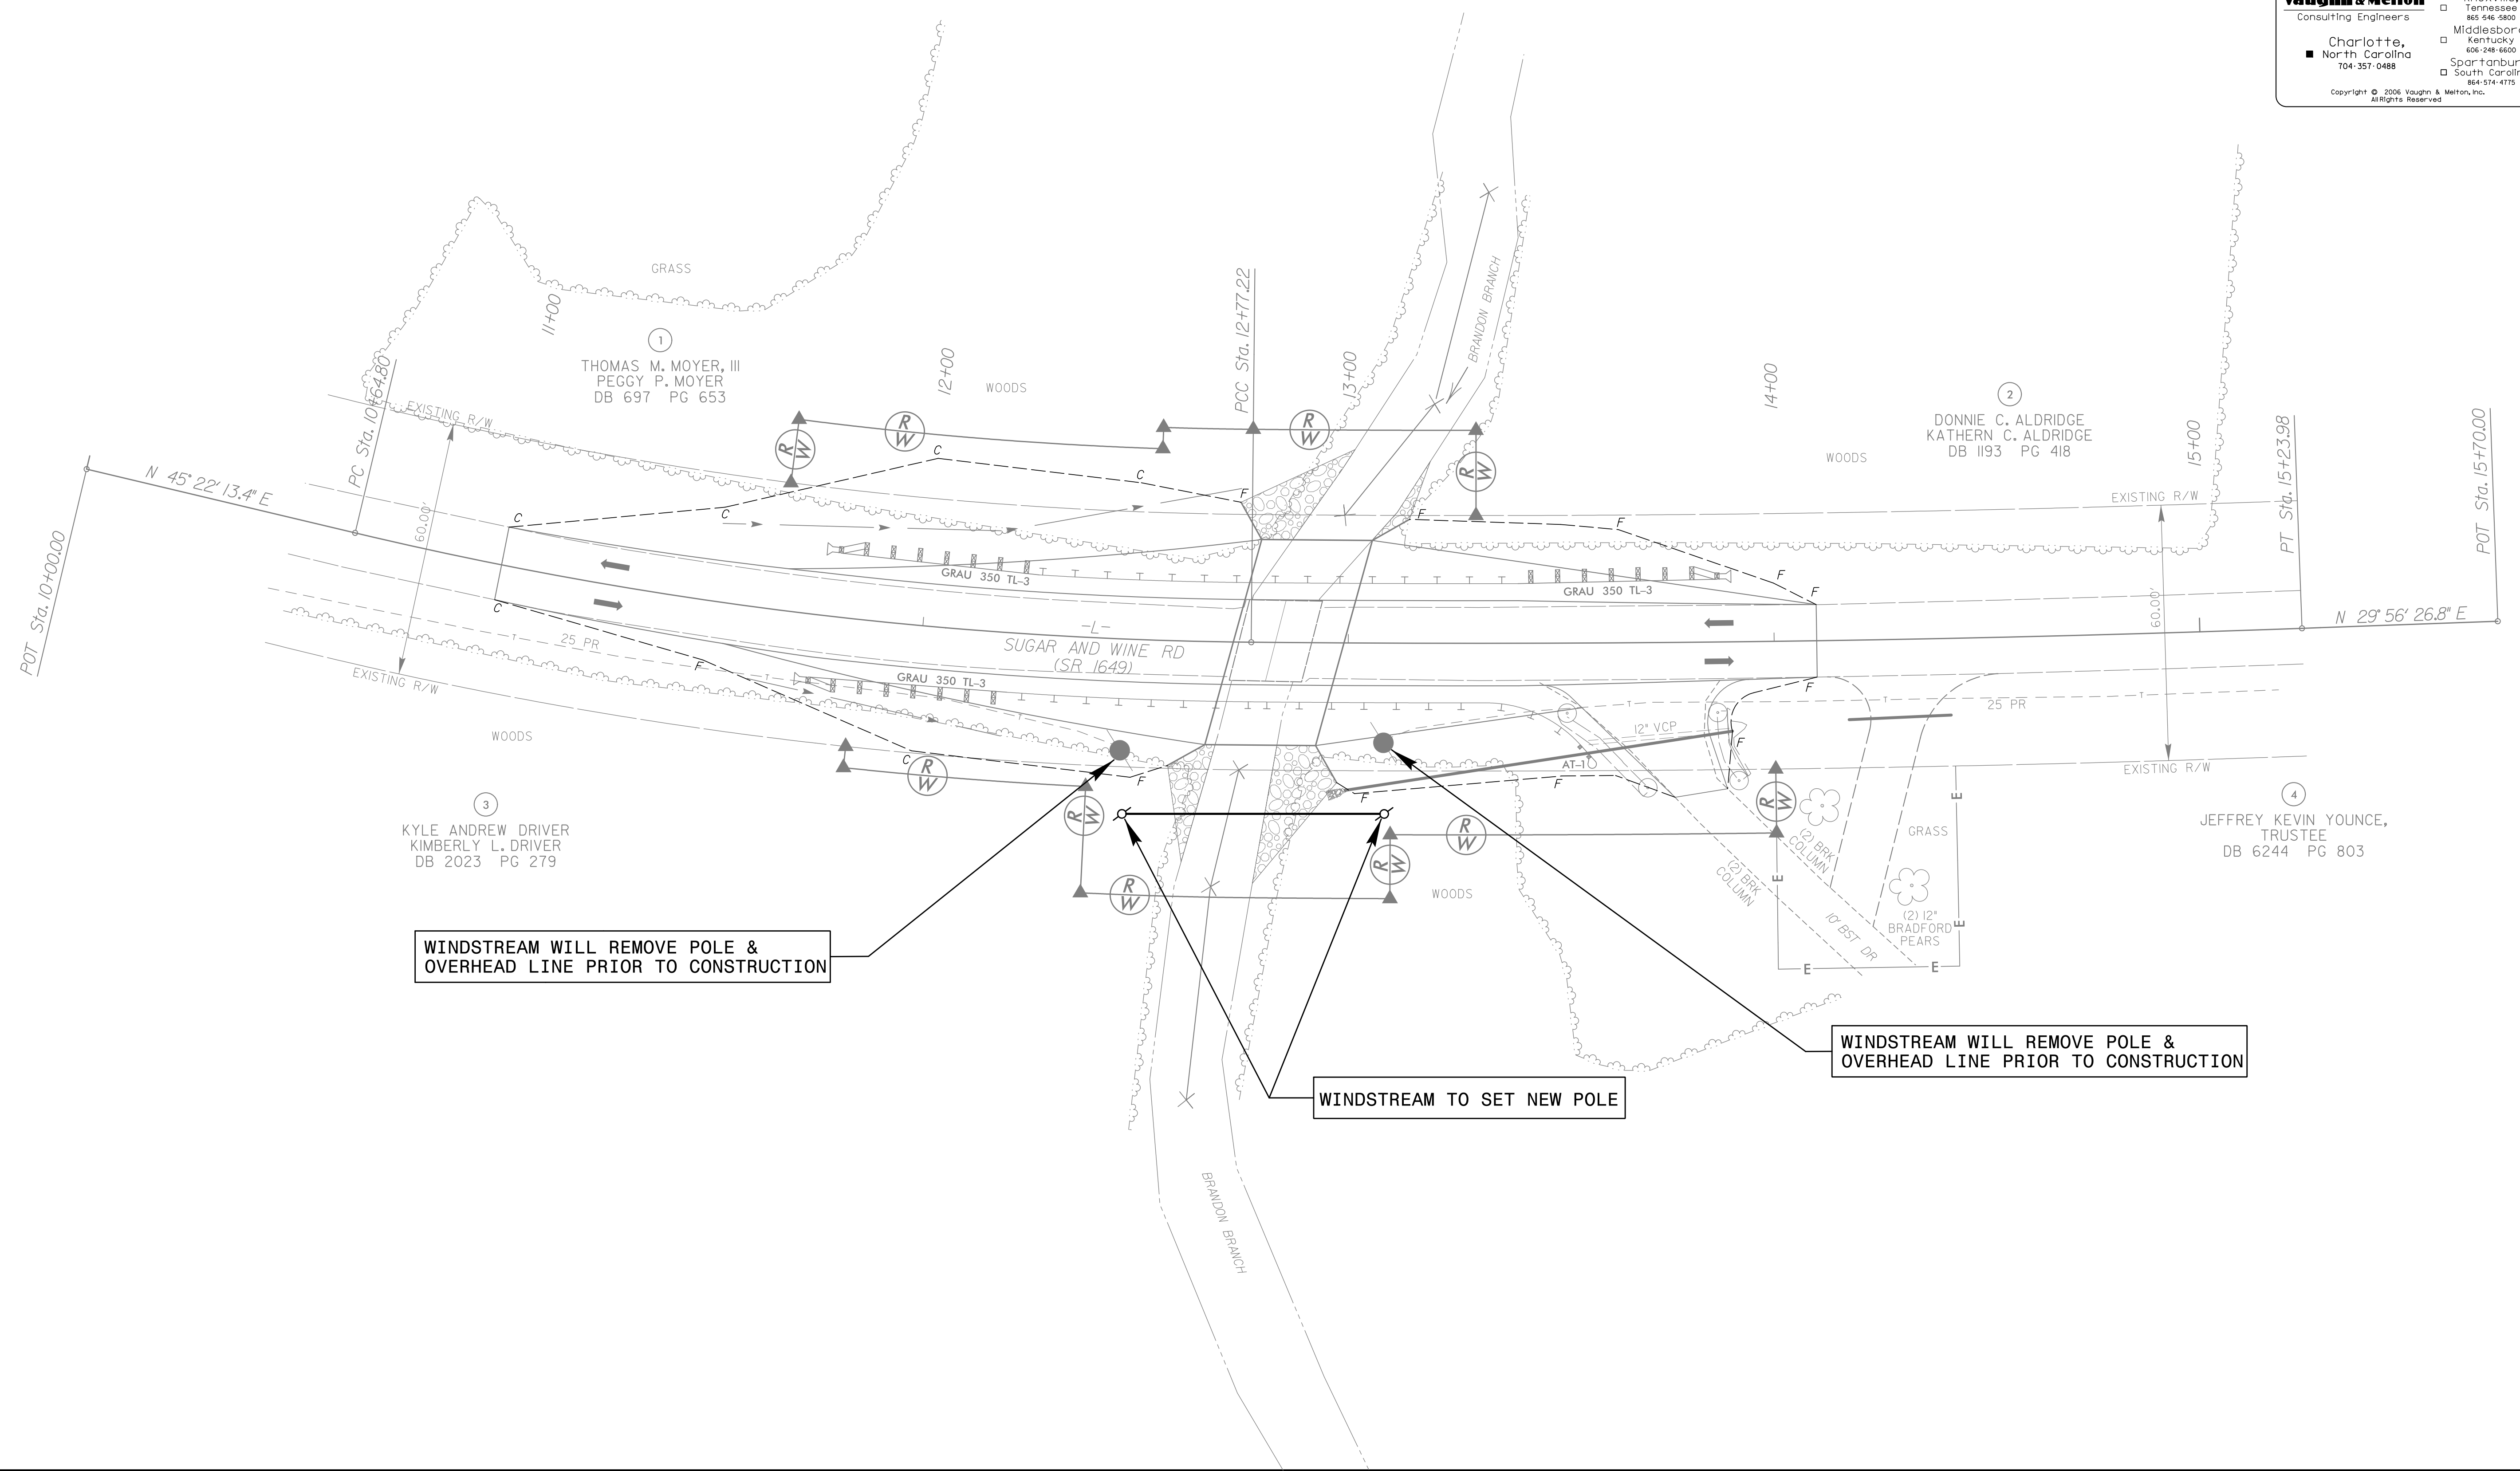 Vaughn & Melton
Consulting Engineers
Charlotte,
North Carolina
704·357·0488
Tennessee
865·546·5800
Kentucky
606·248·6600
864·574·4775
Copyright © 2006 Vaughn & Melton, Inc.
All Rights Reserved
GRASS
11+00
1
THOMAS M. MOYER, III
PEGGY P. MOYER
DB 697 PG 653
12+00
WOODS
PCC Sta. 12+77.22
13+00
BRANDON BRANCH
14+00
2
DONNIE C. ALDRIDGE
KATHERN C. ALDRIDGE
DB 1193 PG 418
WOODS
15+00
PT Sta. 15+23.98
POT Sta. 15+70.00
PC Sta. 10+64.80
EXISTING R/W
R
W
R
W
R
W
R
W
EXISTING R/W
N 45° 22' 13.4" E
60.00'
POT Sta. 10+00.00
C
C
C
C
F
F
F
F
F
GRAU 350 TL-3
GRAU 350 TL-3
60.00'
N 29° 56' 26.8" E
-L-
SUGAR AND WINE RD
(SR 1649)
C
25 PR
T
F
T
GRAU 350 TL-3
T
EXISTING R/W
WOODS
C
F
F
12" VCP
AT-1
F
F
F
T
T
T
25 PR
EXISTING R/W
R
W
R
W
R
W
R
W
R
W
R
W
3
KYLE ANDREW DRIVER
KIMBERLY L. DRIVER
DB 2023 PG 279
4
JEFFREY KEVIN YOUNCE,
TRUSTEE
DB 6244 PG 803
GRASS
(2) BRK
COLUMN
(2) BRK
COLUMN
WOODS
10' BST DR
(2) 12"
BRADFORD
PEARS
E
E
E
E
E
WINDSTREAM WILL REMOVE POLE &
OVERHEAD LINE PRIOR TO CONSTRUCTION
WINDSTREAM WILL REMOVE POLE &
OVERHEAD LINE PRIOR TO CONSTRUCTION
WINDSTREAM TO SET NEW POLE
BRANDON BRANCH